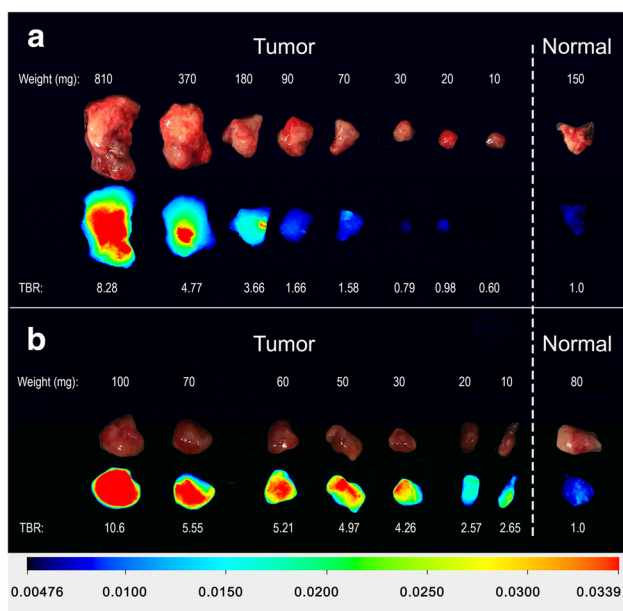 a
Tumor Normal
Weight (mg): 810 370 180 90 70 30 20 10 150
TBR: 8.28 4.77 3.66 1.66 1.58 0.79 0.98 0.60 1.0
b
Tumor Normal
Weight (mg): 100 70 60 50 30 20 10 80
TBR: 10.6 5.55 5.21 4.97 4.26 2.57 2.65 1.0
0.00476 0.0100 0.0150 0.0200 0.0250 0.0300 0.0339